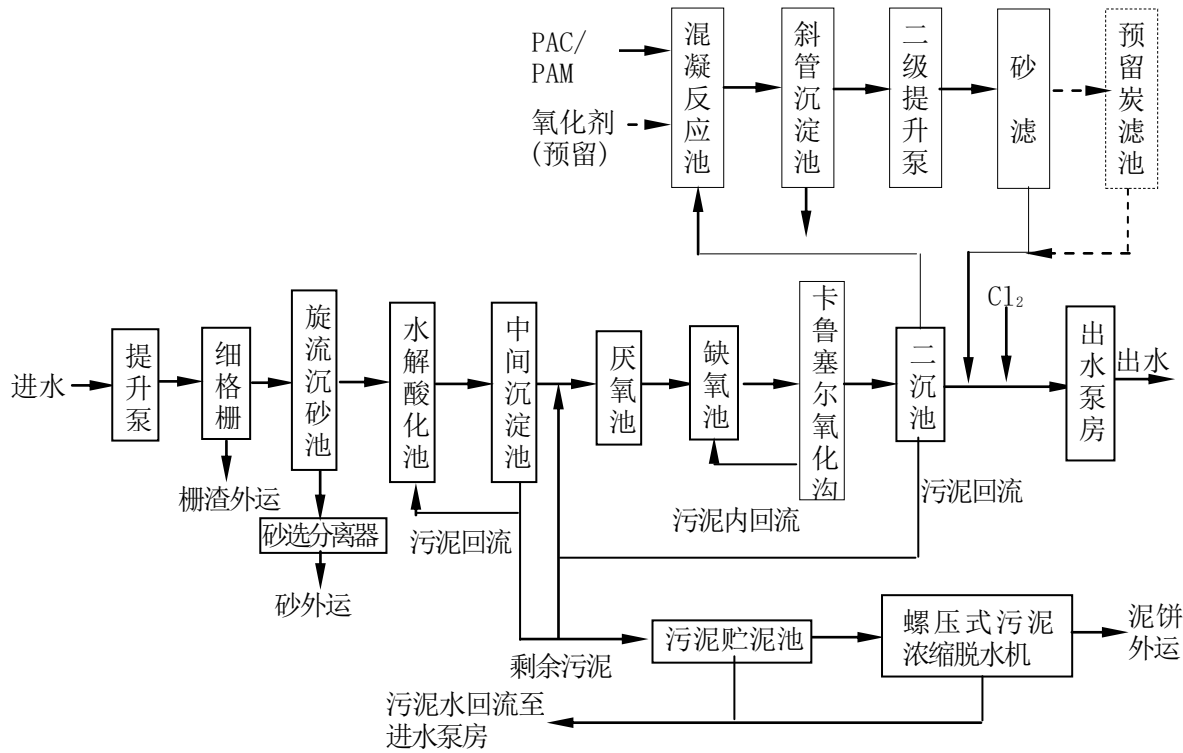 PAC/
PAM
氧化剂
(预留)
混凝反应池
斜管沉淀池
二级提升泵
砂滤
预留炭滤池
Cl₂
进水
提升泵
细格栅
旋流沉砂池
水解酸化池
中间沉淀池
厌氧池
缺氧池
卡鲁塞尔氧化沟
二沉池
出水泵房
出水
栅渣外运
砂选分离器
砂外运
污泥回流
污泥内回流
污泥回流
剩余污泥
污泥贮泥池
螺压式污泥
浓缩脱水机
泥饼
外运
污泥水回流至
进水泵房